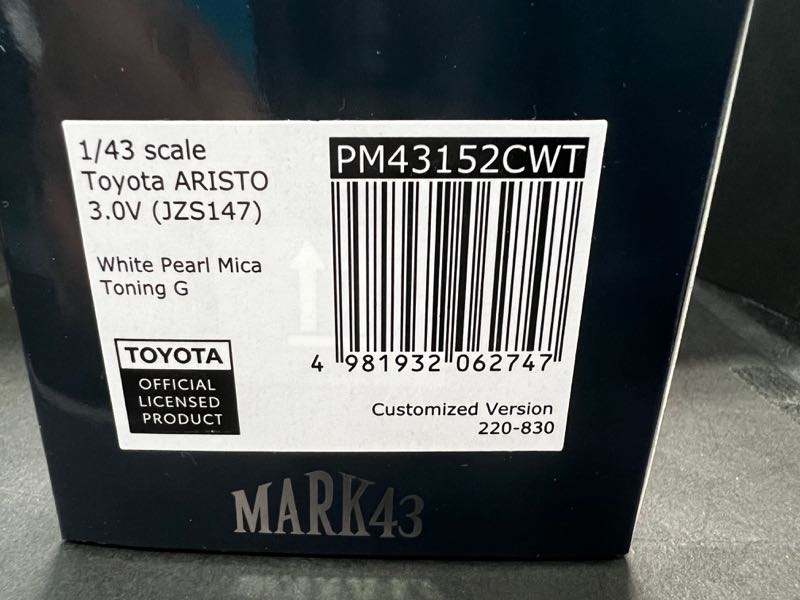 1/43 scale
Toyota ARISTO
3.0V (JZS147)
White Pearl Mica
Toning G
TOYOTA
OFFICIAL
LICENSED
PRODUCT
PM43152CWT
4 981932 062747
Customized Version
220-830
MARK43